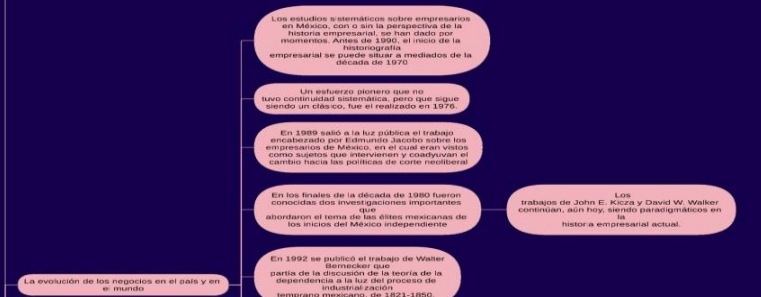 Los estudios sistemáticos sobre empresarios
en México, con o sin la perspectiva de la
historia empresarial, se han dado por
momentos. Antes de 1990, el inicio de la
historiografía
empresarial se puede situar a mediados de la
década de 1970
Un esfuerzo pionero que no
tuvo continuidad sistemática, pero que sigue
siendo un clásico, fue el realizado en 1976.
En 1989 salió a la luz pública el trabajo
encabezado por Edmundo Jacobo sobre los
empresarios de México, en el cual eran vistos
como sujetos que intervienen y coadyuvan el
cambio hacia las políticas de corte neoliberal
En los finales de la década de 1980 fueron
conocidas dos investigaciones importantes
que
abordaron el tema de las élites mexicanas de
los inicios del México independiente
Los
trabajos de John E. Kicza y David W. Walker
continúan, aún hoy, siendo paradigmáticos en
la
historia empresarial actual.
En 1992 se publicó el trabajo de Walter
Bernecker que
partía de la discusión de la teoría de la
dependencia a la luz del proceso de
industrialización
temprano mexicano, de 1821-1850.
La evolución de los negocios en el país y en
el mundo